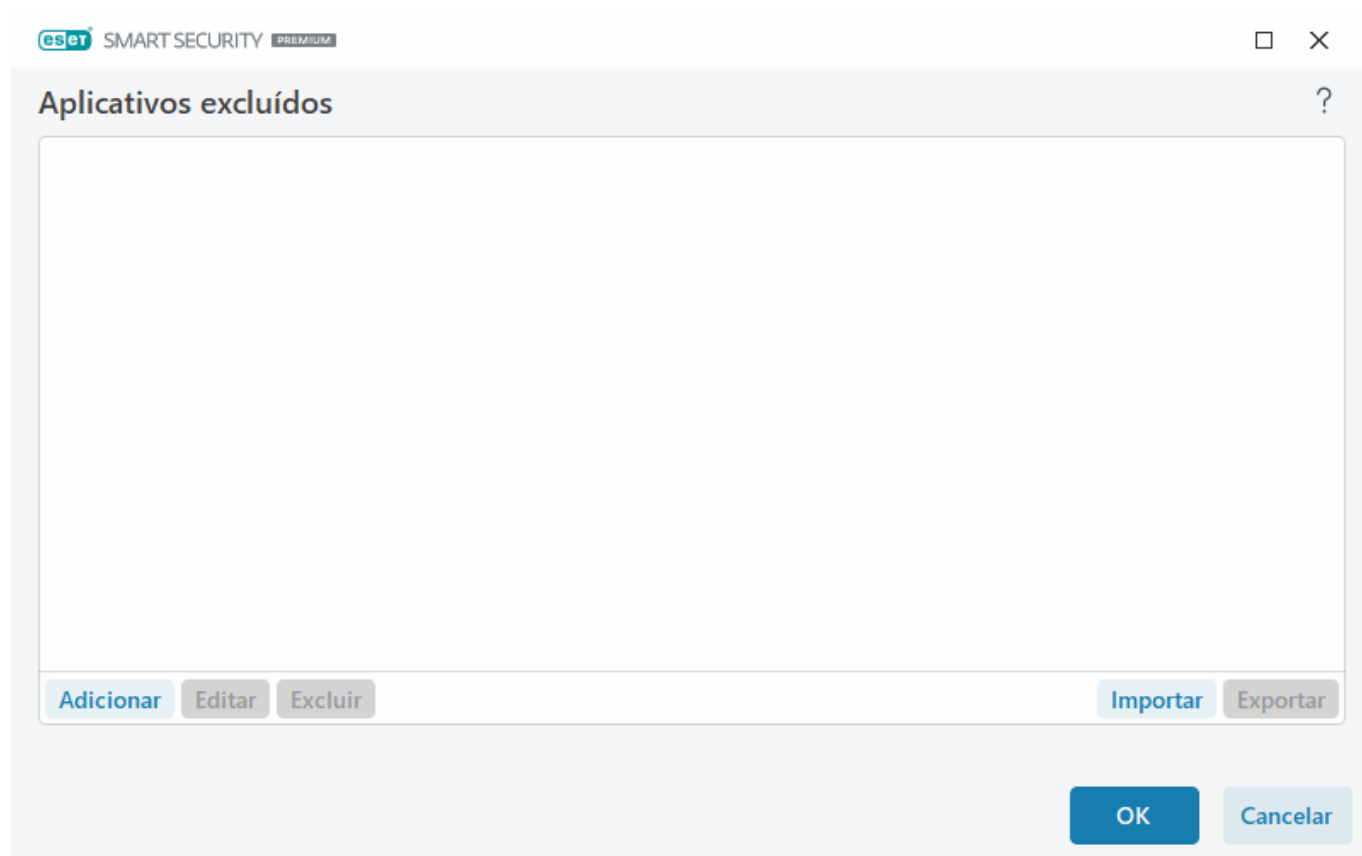 eset SMART SECURITY PREMIUM
Aplicativos excluídos ?
Adicionar Editar Excluir Importar Exportar
OK Cancelar